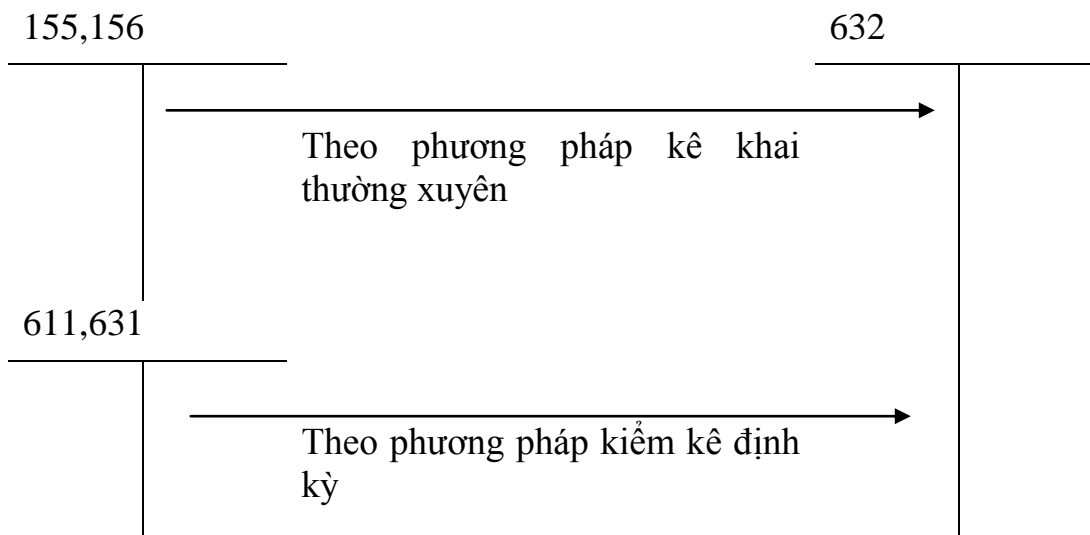 155,156
632
Theo phương pháp kê khai
thường xuyên
611,631
Theo phương pháp kiểm kê định
kỳ